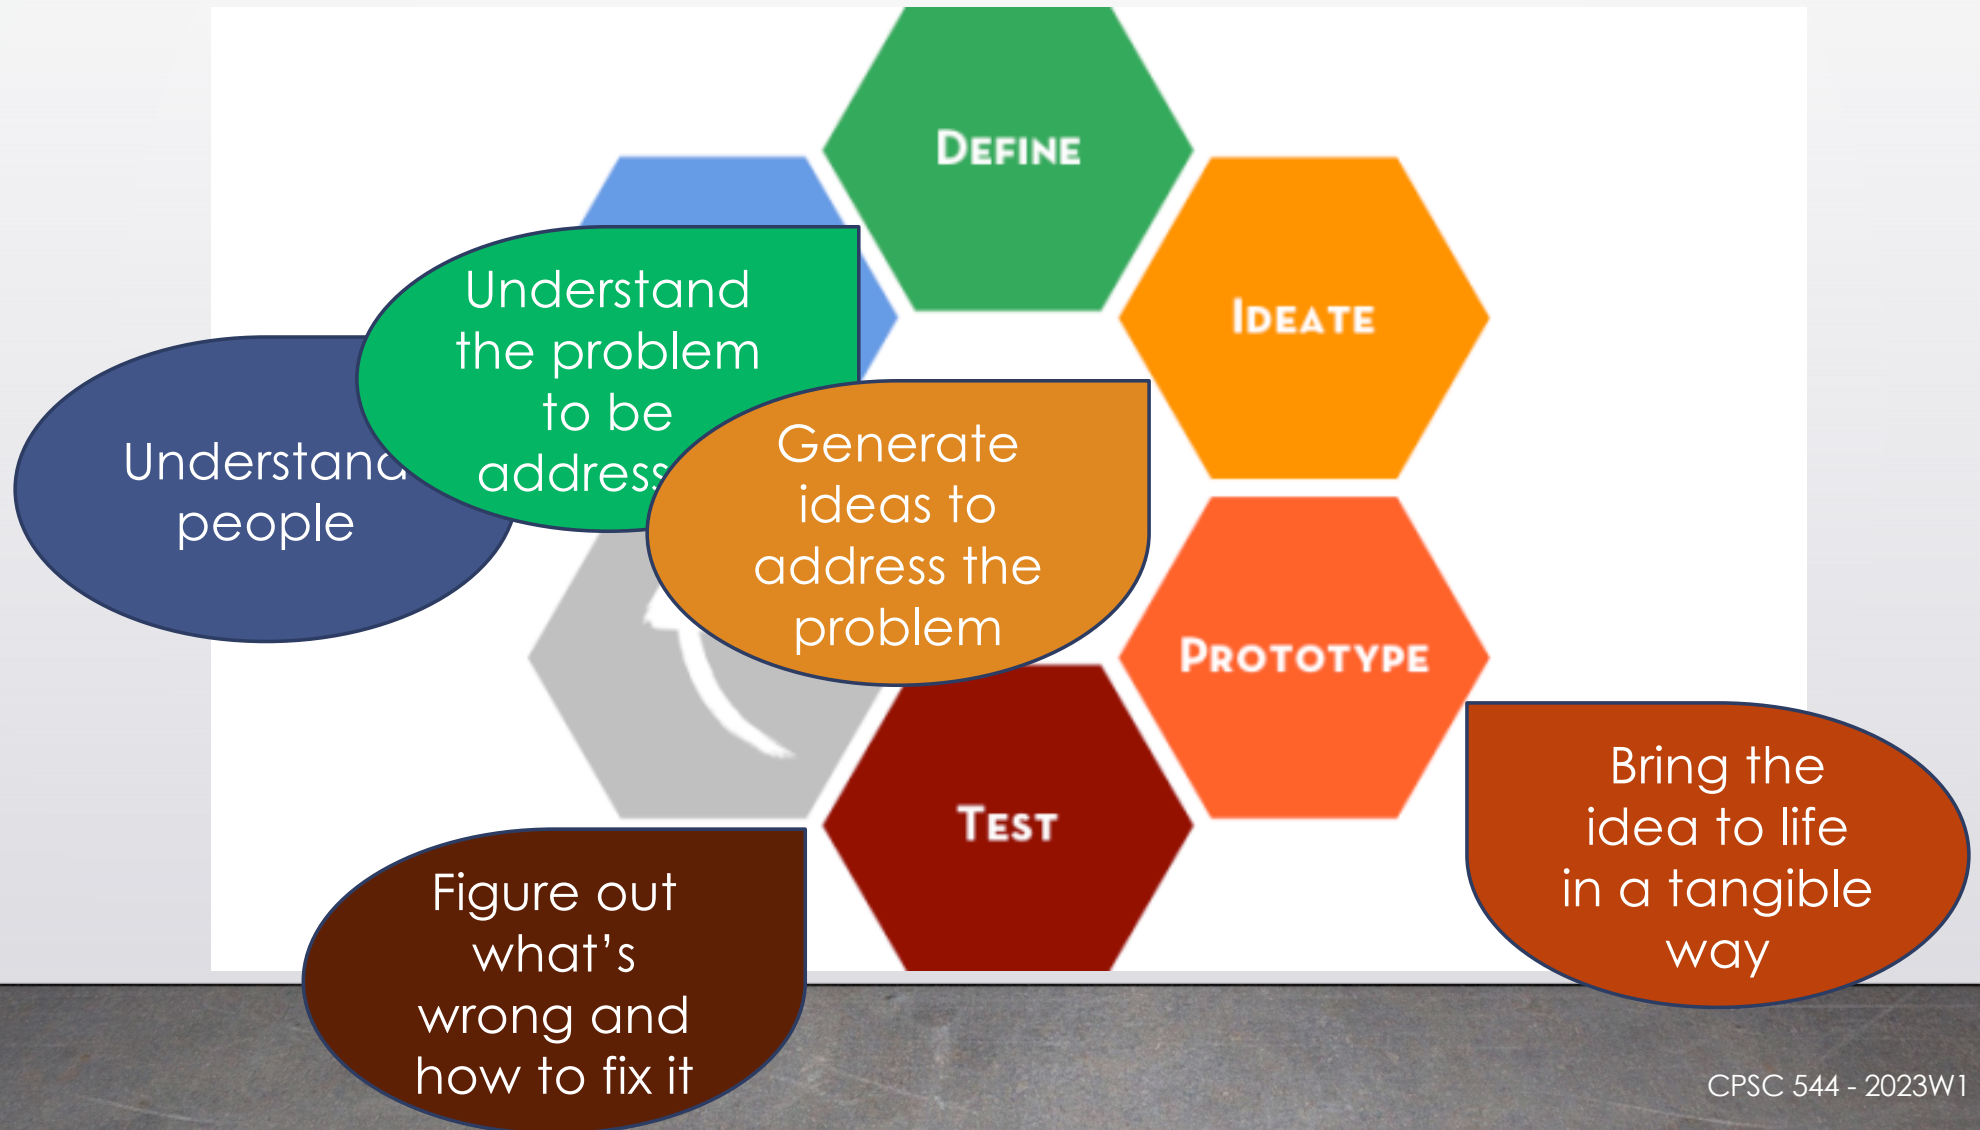 DEFINE
IDEATE
PROTOTYPE
TEST
Understand
people
Understand
the problem
to be
address
Generate
ideas to
address the
problem
Bring the
idea to life
in a tangible
way
Figure out
what’s
wrong and
how to fix it
CPSC 544 - 2023W1